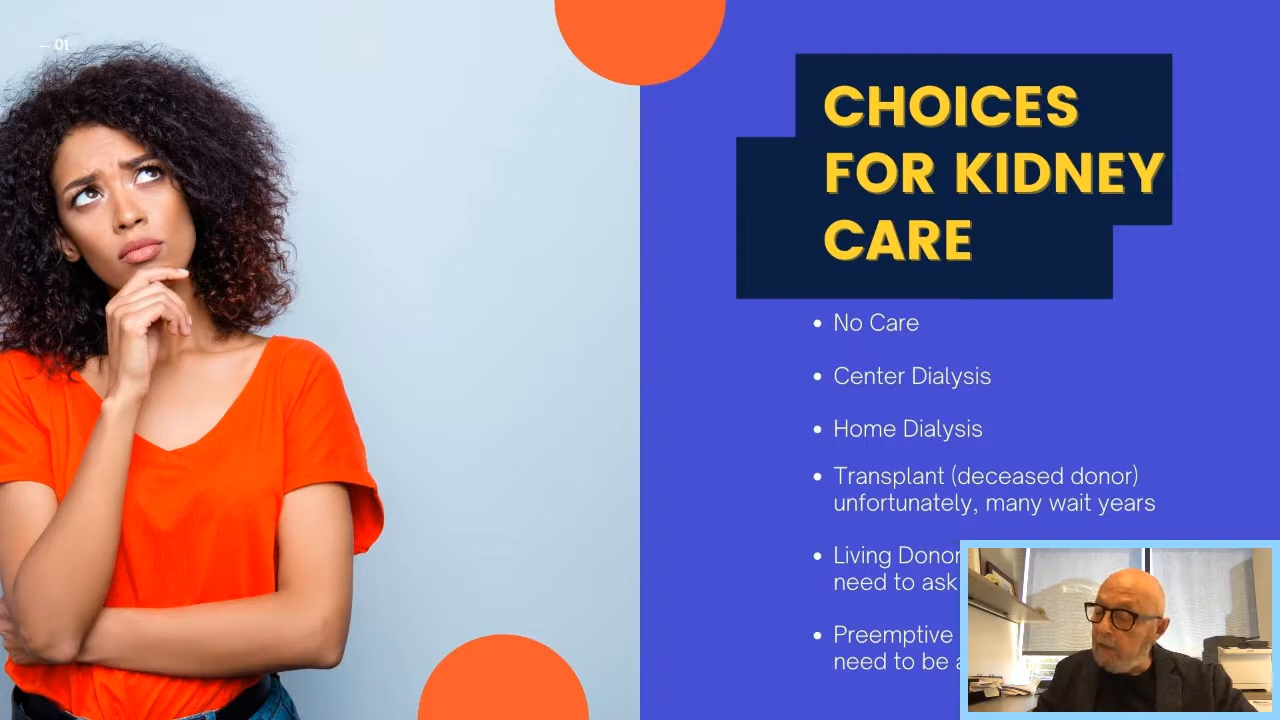 — 01
CHOICES
FOR KIDNEY
CARE
• No Care
• Center Dialysis
• Home Dialysis
• Transplant (deceased donor)
unfortunately, many wait years
• Living Donor
need to ask
• Preemptive
need to be